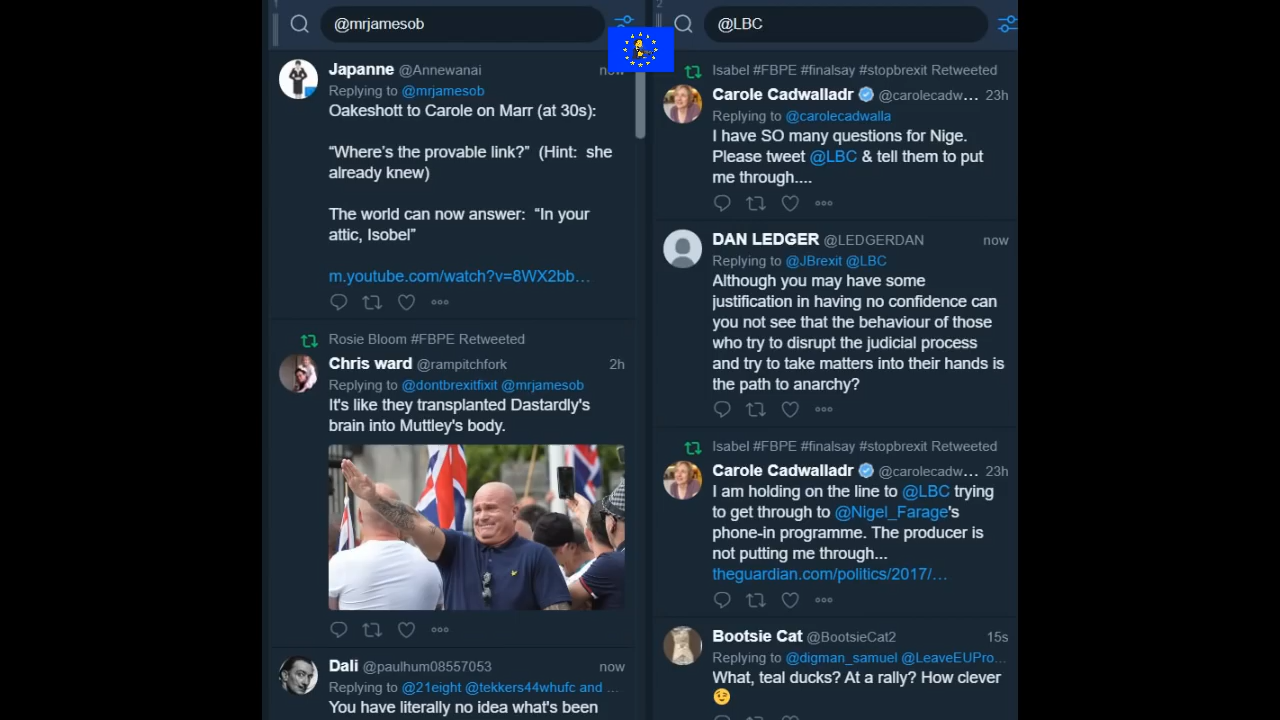 1
@mrjamesob
Japanne @Annewanai
now
Replying to @mrjamesob
Oakeshott to Carole on Marr (at 30s):
“Where’s the provable link?” (Hint: she
already knew)
The world can now answer: “In your
attic, Isobel”
m.youtube.com/watch?v=8WX2bb…
Rosie Bloom #FBPE Retweeted
Chris ward @rampitchfork 2h
Replying to @dontbrexitfixit @mrjamesob
It's like they transplanted Dastardly's
brain into Muttley's body.
Dali @paulhum08557053 now
Replying to @21eight @tekkers44whufc and …
You have literally no idea what's been
2
@LBC
Isabel #FBPE #finalsay #stopbrexit Retweeted
Carole Cadwalladr @carolecadw… 23h
Replying to @carolecadwalla
I have SO many questions for Nige.
Please tweet @LBC & tell them to put
me through....
DAN LEDGER @LEDGERDAN now
Replying to @JBrexit @LBC
Although you may have some
justification in having no confidence can
you not see that the behaviour of those
who try to disrupt the judicial process
and try to take matters into their hands is
the path to anarchy?
Isabel #FBPE #finalsay #stopbrexit Retweeted
Carole Cadwalladr @carolecadw… 23h
I am holding on the line to @LBC trying
to get through to @Nigel_Farage's
phone-in programme. The producer is
not putting me through...
theguardian.com/politics/2017/…
Bootsie Cat @BootsieCat2 15s
Replying to @digman_samuel @LeaveEUPro…
What, teal ducks? At a rally? How clever
😉